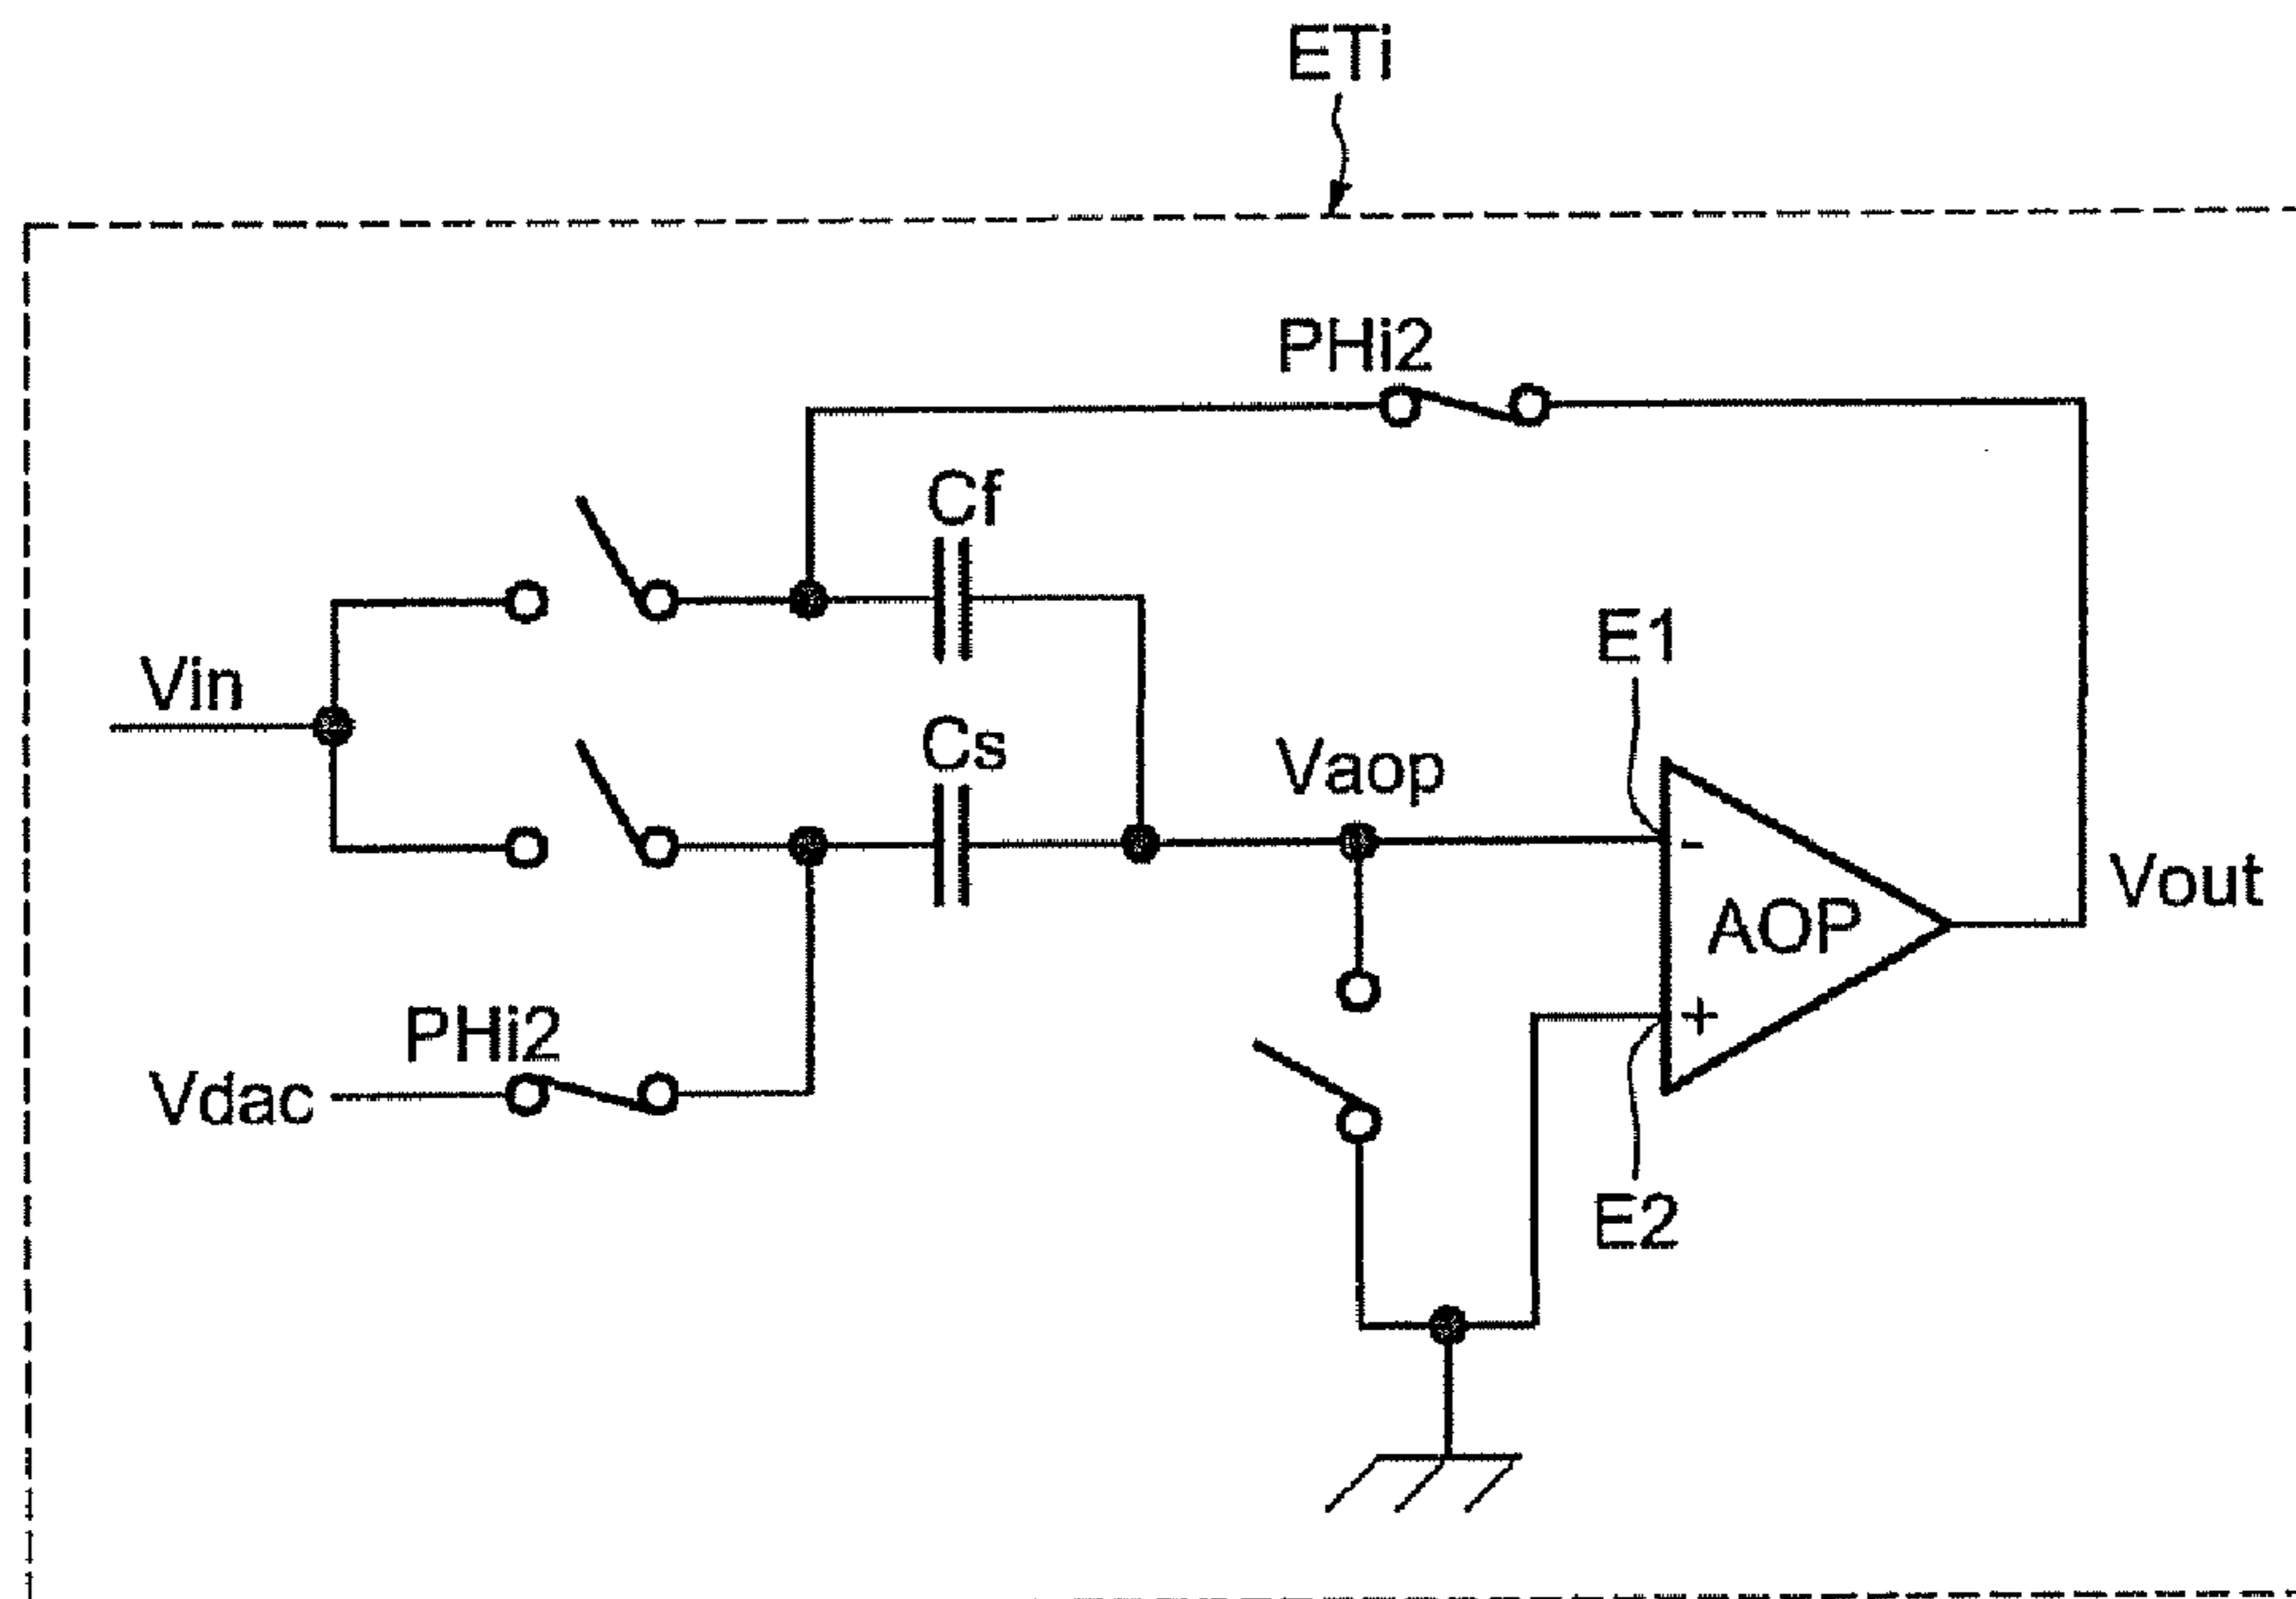 ETi
PHi2
Cf
E1
Vin
Cs
Vaop
-
AOP
Vout
+
PHi2
Vdac
E2